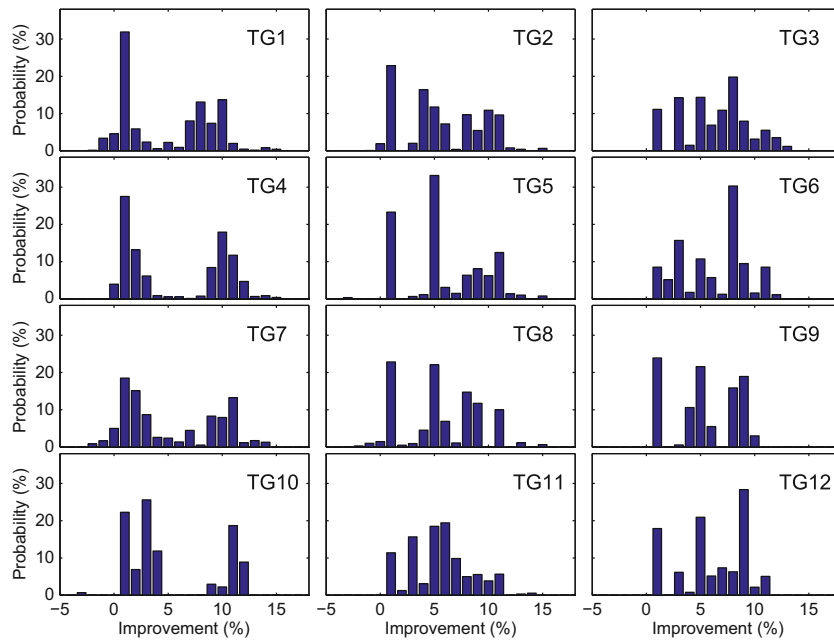 TG1 TG2 TG3
Probability (%)
30
20
10
0
TG4 TG5 TG6
Probability (%)
30
20
10
0
TG7 TG8 TG9
Probability (%)
30
20
10
0
TG10 TG11 TG12
Probability (%)
30
20
10
0
−5 0 5 10 15 −5 0 5 10 15 −5 0 5 10 15
Improvement (%) Improvement (%) Improvement (%)